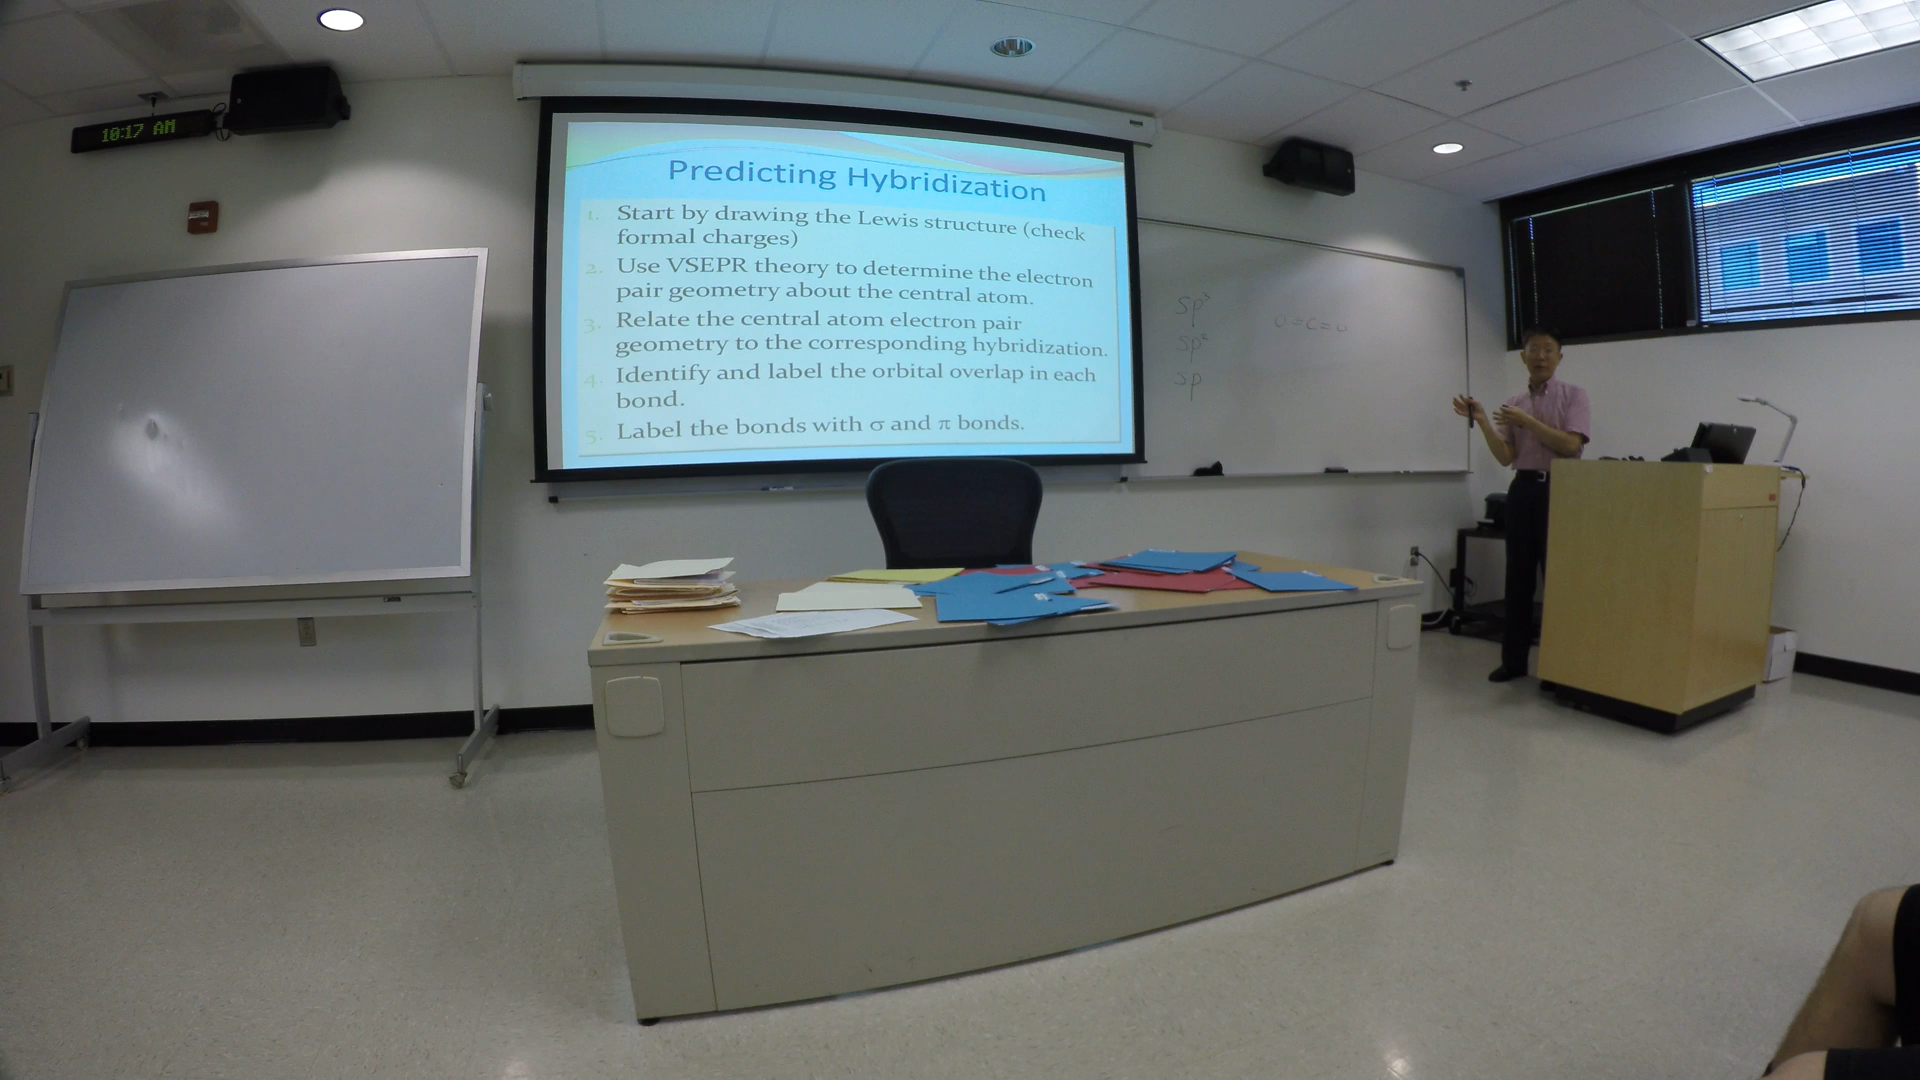 10:17 AM
Predicting Hybridization
1. Start by drawing the Lewis structure (check
formal charges)
2. Use VSEPR theory to determine the electron
pair geometry about the central atom.
3. Relate the central atom electron pair
geometry to the corresponding hybridization.
4. Identify and label the orbital overlap in each
bond.
5. Label the bonds with σ and π bonds.
sp³
sp²
sp